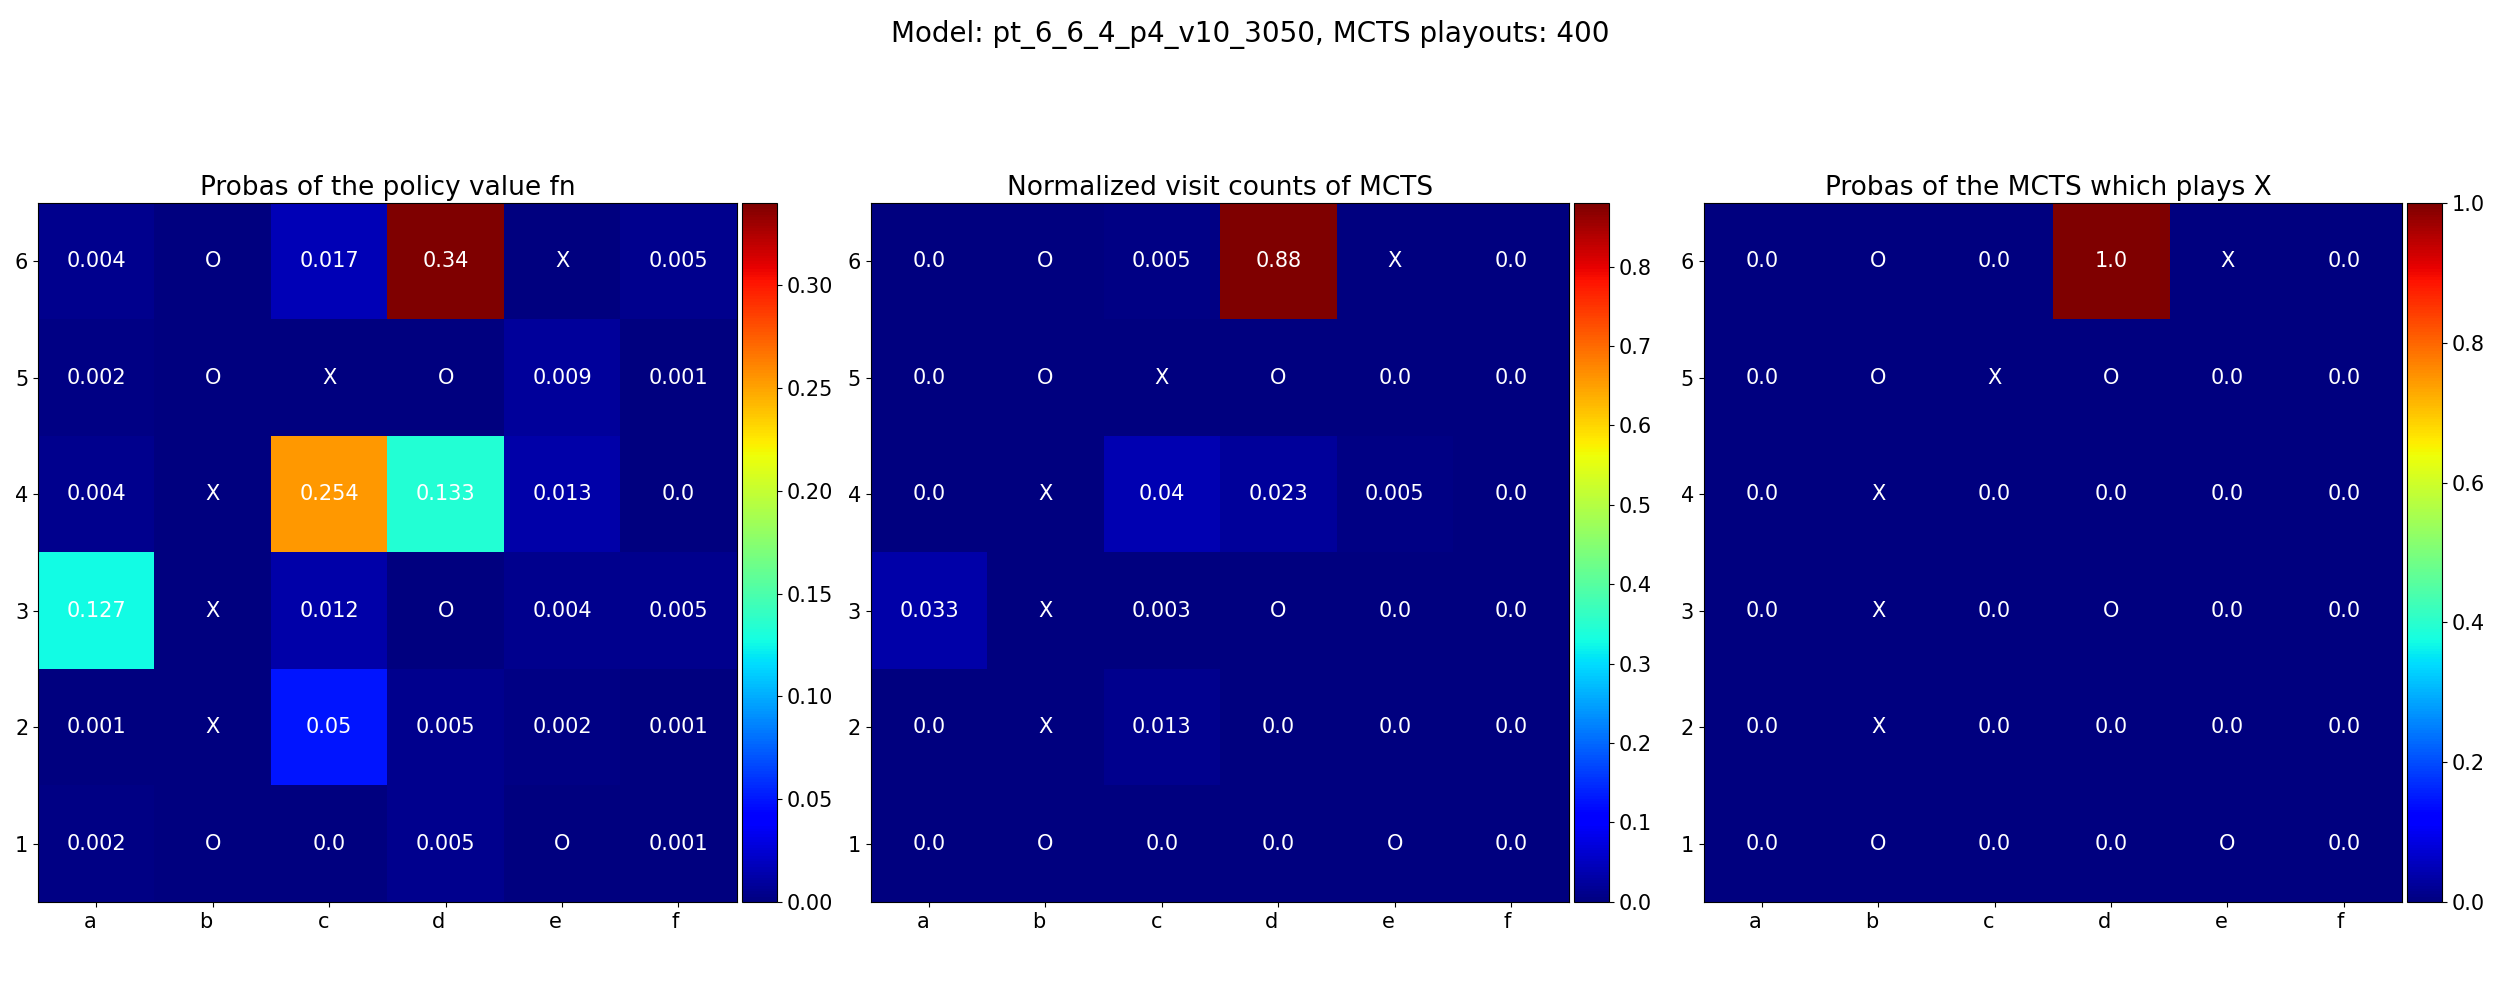 Model: pt_6_6_4_p4_v10_3050, MCTS playouts: 400
Probas of the policy value fn
6 0.004 O 0.017 0.34 X 0.005
5 0.002 O X O 0.009 0.001
4 0.004 X 0.254 0.133 0.013 0.0
3 0.127 X 0.012 O 0.004 0.005
2 0.001 X 0.05 0.005 0.002 0.001
1 0.002 O 0.0 0.005 O 0.001
a b c d e f
0.30
0.25
0.20
0.15
0.10
0.05
0.00
Normalized visit counts of MCTS
6 0.0 O 0.005 0.88 X 0.0
5 0.0 O X O 0.0 0.0
4 0.0 X 0.04 0.023 0.005 0.0
3 0.033 X 0.003 O 0.0 0.0
2 0.0 X 0.013 0.0 0.0 0.0
1 0.0 O 0.0 0.0 O 0.0
a b c d e f
0.8
0.7
0.6
0.5
0.4
0.3
0.2
0.1
0.0
Probas of the MCTS which plays X
6 0.0 O 0.0 1.0 X 0.0
5 0.0 O X O 0.0 0.0
4 0.0 X 0.0 0.0 0.0 0.0
3 0.0 X 0.0 O 0.0 0.0
2 0.0 X 0.0 0.0 0.0 0.0
1 0.0 O 0.0 0.0 O 0.0
a b c d e f
1.0
0.8
0.6
0.4
0.2
0.0